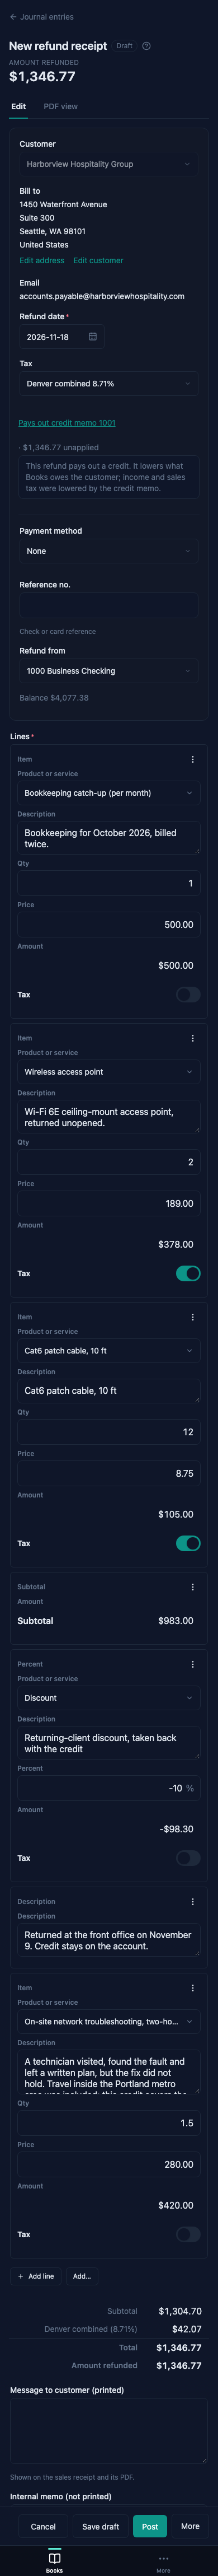 ← Journal entries
New refund receipt Draft ?
AMOUNT REFUNDED
$1,346.77
Edit PDF view
Customer
Harborview Hospitality Group
Bill to
1450 Waterfront Avenue
Suite 300
Seattle, WA 98101
United States
Edit address Edit customer
Email
accounts.payable@harborviewhospitality.com
Refund date*
2026-11-18
Tax
Denver combined 8.71%
Pays out credit memo 1001
· $1,346.77 unapplied
This refund pays out a credit. It lowers what
Books owes the customer; income and sales
tax were lowered by the credit memo.
Payment method
None
Reference no.
Check or card reference
Refund from
1000 Business Checking
Balance $4,077.38
Lines*
Item
Product or service
Bookkeeping catch-up (per month)
Description
Bookkeeping for October 2026, billed
twice.
Qty
1
Price
500.00
Amount
$500.00
Tax
Item
Product or service
Wireless access point
Description
Wi-Fi 6E ceiling-mount access point,
returned unopened.
Qty
2
Price
189.00
Amount
$378.00
Tax
Item
Product or service
Cat6 patch cable, 10 ft
Description
Cat6 patch cable, 10 ft
Qty
12
Price
8.75
Amount
$105.00
Tax
Subtotal
Amount
Subtotal $983.00
Percent
Product or service
Discount
Description
Returning-client discount, taken back
with the credit
Percent
-10 %
Amount
-$98.30
Tax
Description
Description
Returned at the front office on November
9. Credit stays on the account.
Item
Product or service
On-site network troubleshooting, two-ho...
Description
A technician visited, found the fault and
left a written plan, but the fix did not
hold. Travel inside the Portland metro
Qty
1.5
Price
280.00
Amount
$420.00
Tax
+ Add line Add...
Subtotal $1,304.70
Denver combined (8.71%) $42.07
Total $1,346.77
Amount refunded $1,346.77
Message to customer (printed)
Shown on the sales receipt and its PDF.
Internal memo (not printed)
Cancel Save draft Post More
Books More